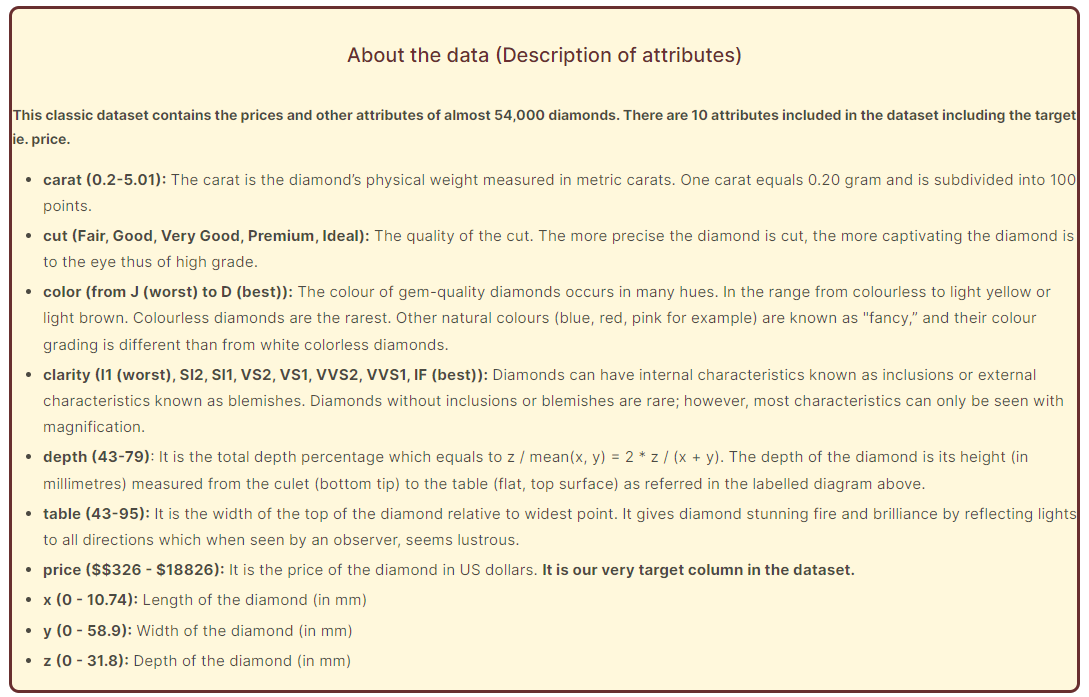 About the data (Description of attributes)
This classic dataset contains the prices and other attributes of almost 54,000 diamonds. There are 10 attributes included in the dataset including the target
ie. price.
• carat (0.2-5.01): The carat is the diamond’s physical weight measured in metric carats. One carat equals 0.20 gram and is subdivided into 100
points.
• cut (Fair, Good, Very Good, Premium, Ideal): The quality of the cut. The more precise the diamond is cut, the more captivating the diamond is
to the eye thus of high grade.
• color (from J (worst) to D (best)): The colour of gem-quality diamonds occurs in many hues. In the range from colourless to light yellow or
light brown. Colourless diamonds are the rarest. Other natural colours (blue, red, pink for example) are known as "fancy,” and their colour
grading is different than from white colorless diamonds.
• clarity (I1 (worst), SI2, SI1, VS2, VS1, VVS2, VVS1, IF (best)): Diamonds can have internal characteristics known as inclusions or external
characteristics known as blemishes. Diamonds without inclusions or blemishes are rare; however, most characteristics can only be seen with
magnification.
• depth (43-79): It is the total depth percentage which equals to z / mean(x, y) = 2 * z / (x + y). The depth of the diamond is its height (in
millimetres) measured from the culet (bottom tip) to the table (flat, top surface) as referred in the labelled diagram above.
• table (43-95): It is the width of the top of the diamond relative to widest point. It gives diamond stunning fire and brilliance by reflecting lights
to all directions which when seen by an observer, seems lustrous.
• price ($$326 - $18826): It is the price of the diamond in US dollars. It is our very target column in the dataset.
• x (0 - 10.74): Length of the diamond (in mm)
• y (0 - 58.9): Width of the diamond (in mm)
• z (0 - 31.8): Depth of the diamond (in mm)